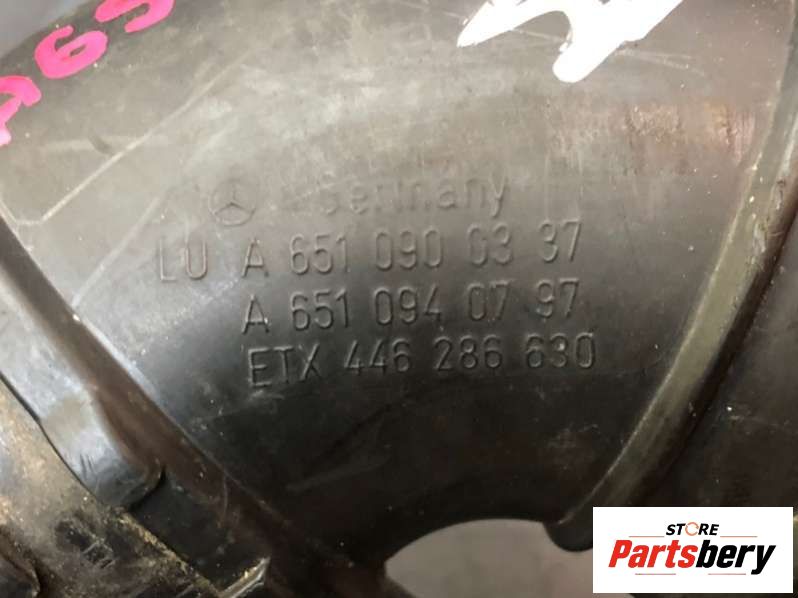 Germany
LU A 651 090 03 37
A 651 094 07 97
ETX 446 286 630
STORE
Partsbery